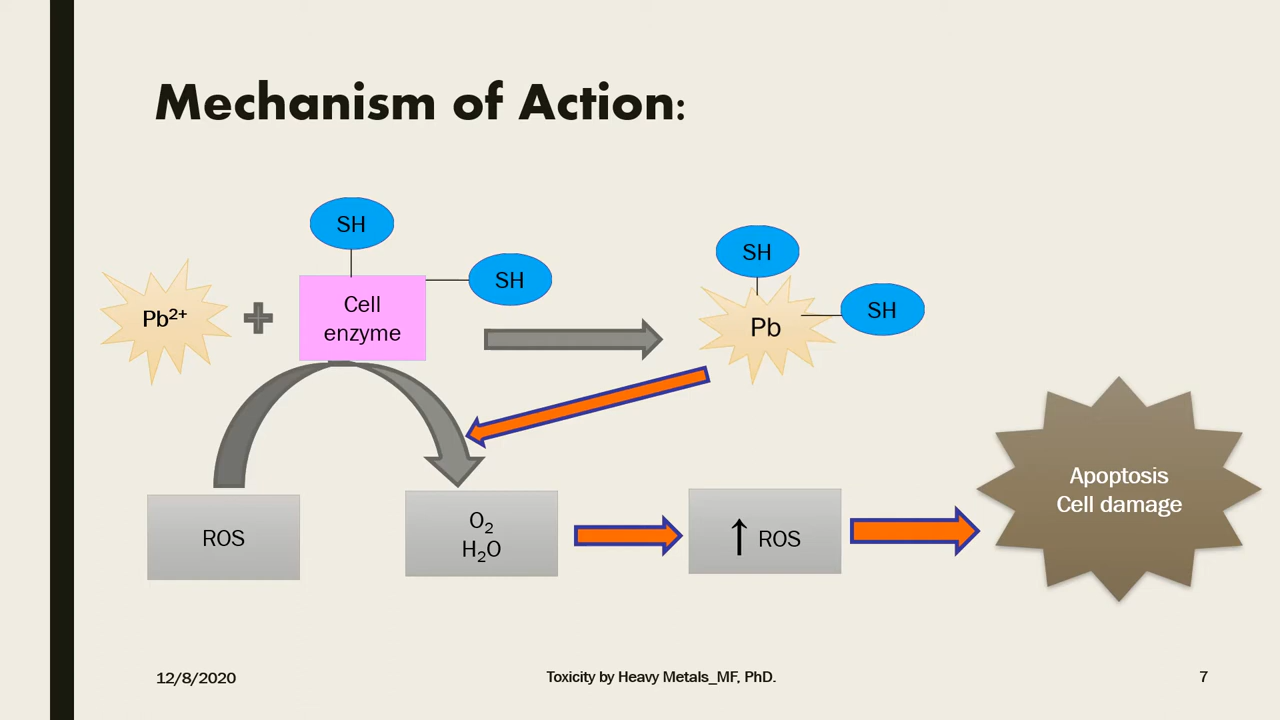 Mechanism of Action:
SH
SH
Pb²⁺
Cell
enzyme
SH
SH
Pb
ROS
O₂
H₂O
↑ ROS
Apoptosis
Cell damage
12/8/2020
Toxicity by Heavy Metals_MF, PhD.
7